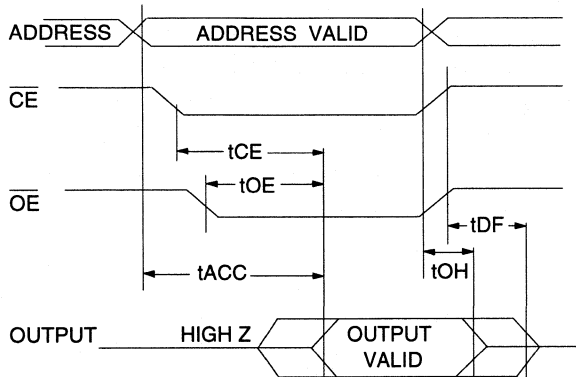 ADDRESS
ADDRESS VALID
CE
tCE
tOE
OE
tDF
tACC
tOH
OUTPUT
HIGH Z
OUTPUT
VALID